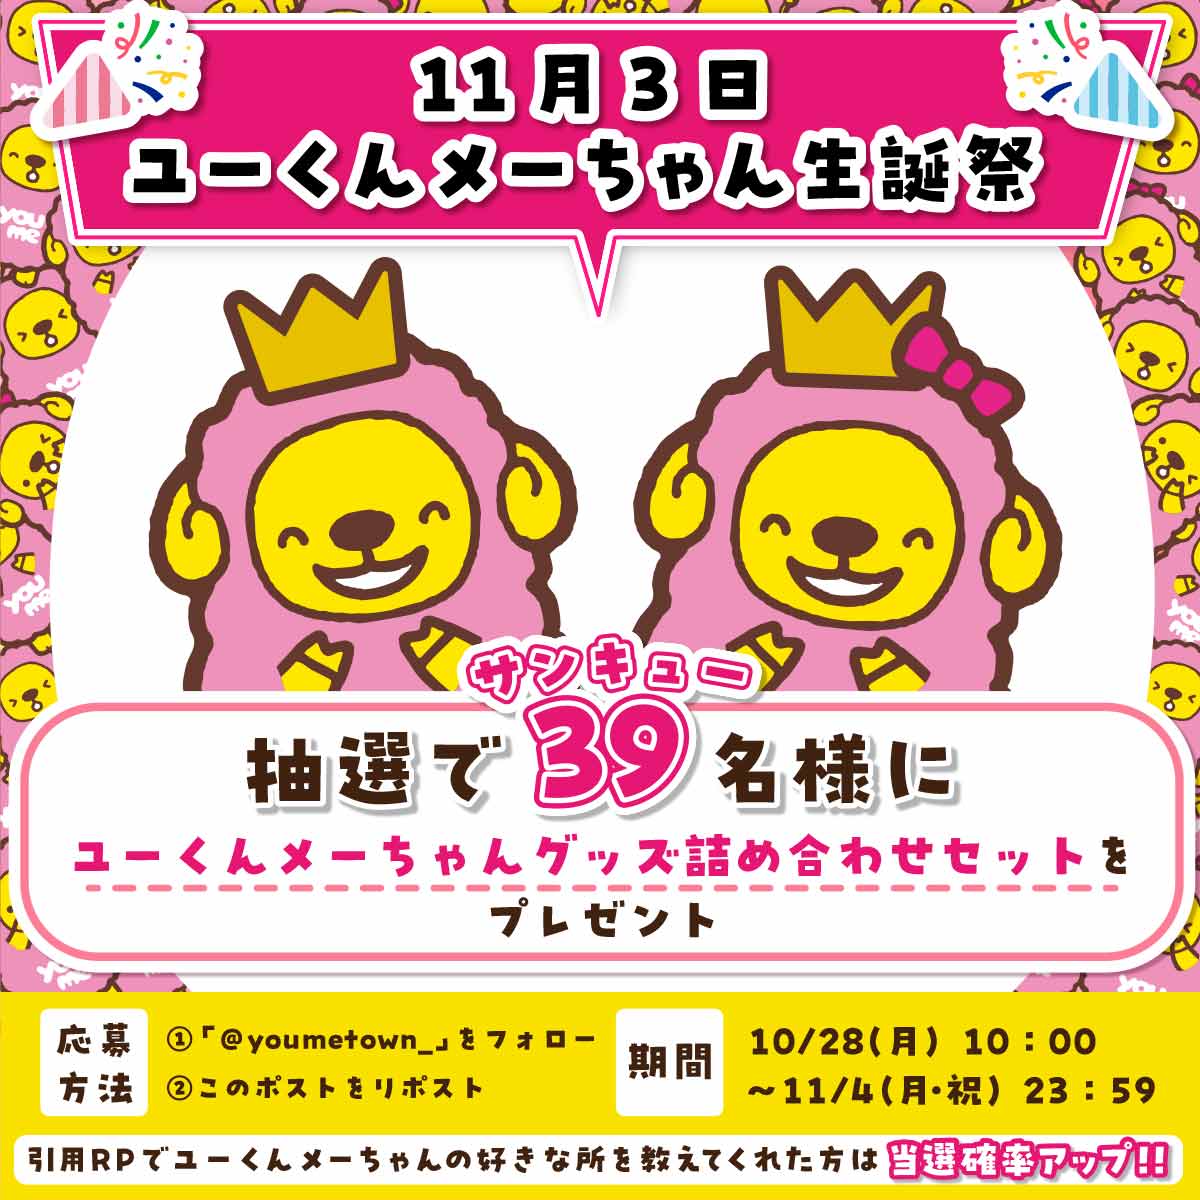 11月3日
ユーくんメーちゃん生誕祭
you
me
サンキュー
抽選で39名様に
ユーくんメーちゃんグッズ詰め合わせセットを
プレゼント
応募
方法
①「@youmetown_」をフォロー
②このポストをリポスト
期間
10/28(月) 10：00
～11/4(月・祝) 23：59
引用RPでユーくんメーちゃんの好きな所を教えてくれた方は当選確率アップ!!